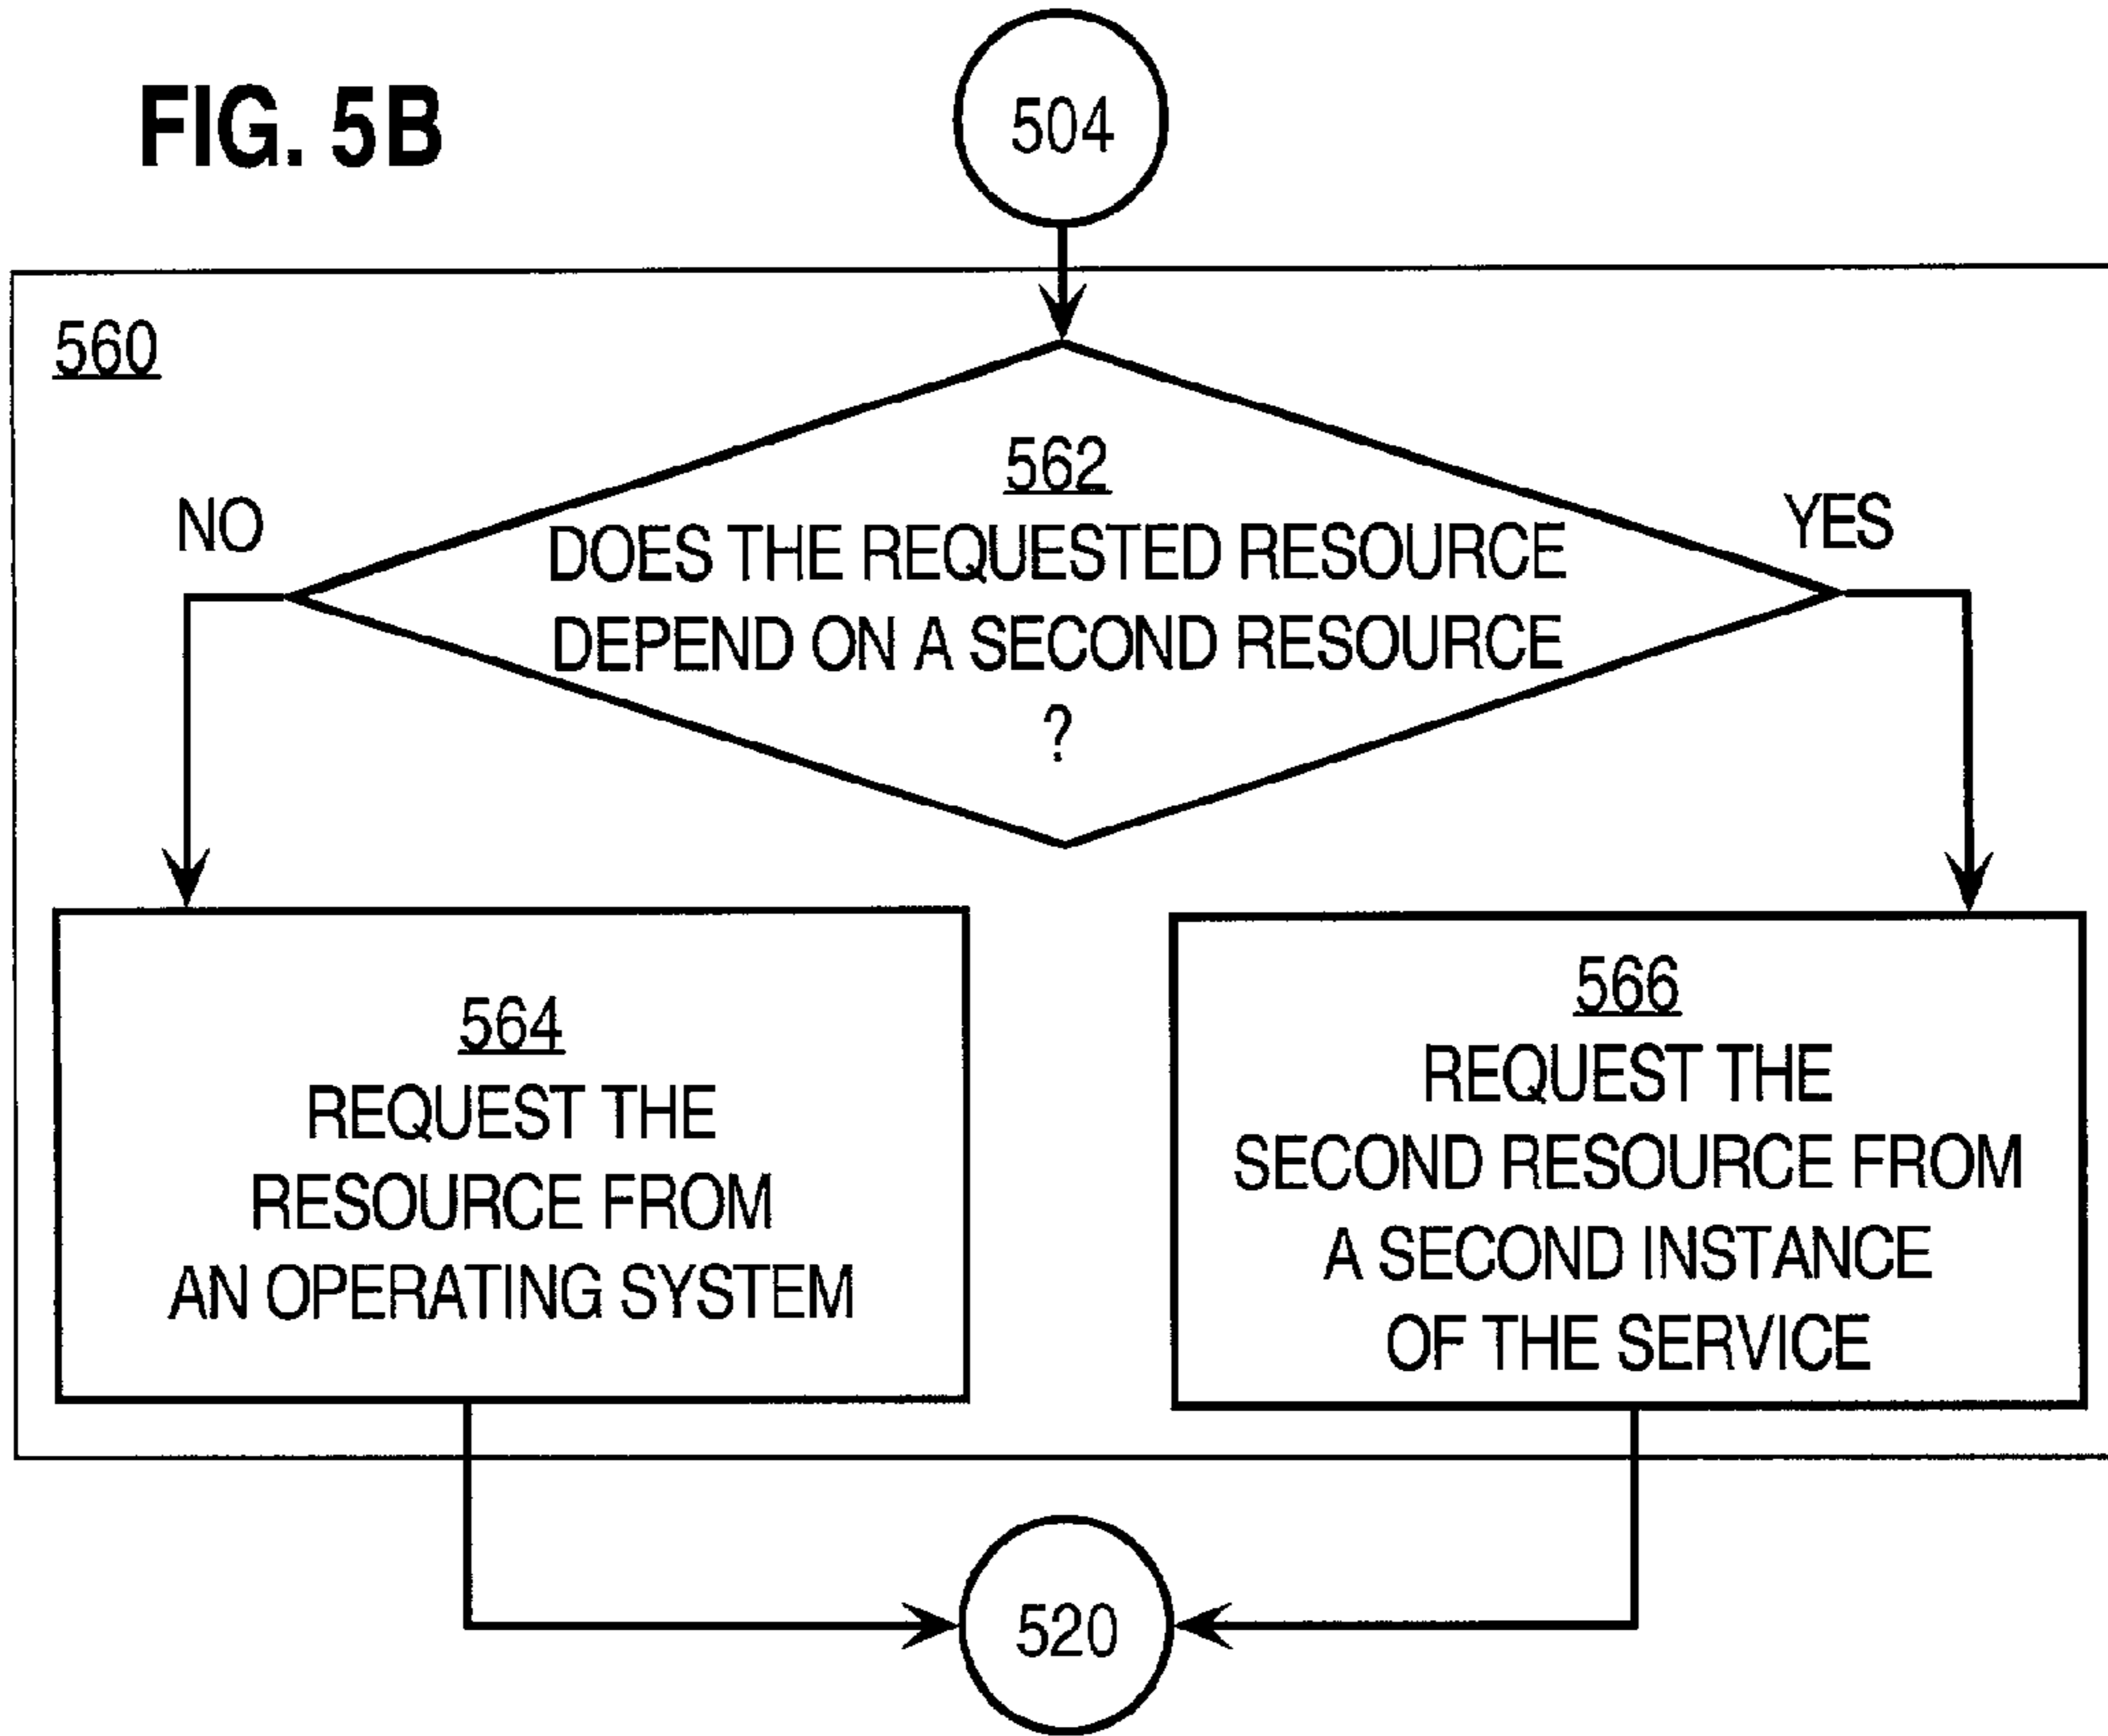 FIG. 5B
504
560
562
NO
YES
DOES THE REQUESTED RESOURCE
DEPEND ON A SECOND RESOURCE
?
564
REQUEST THE
RESOURCE FROM
AN OPERATING SYSTEM
566
REQUEST THE
SECOND RESOURCE FROM
A SECOND INSTANCE
OF THE SERVICE
520